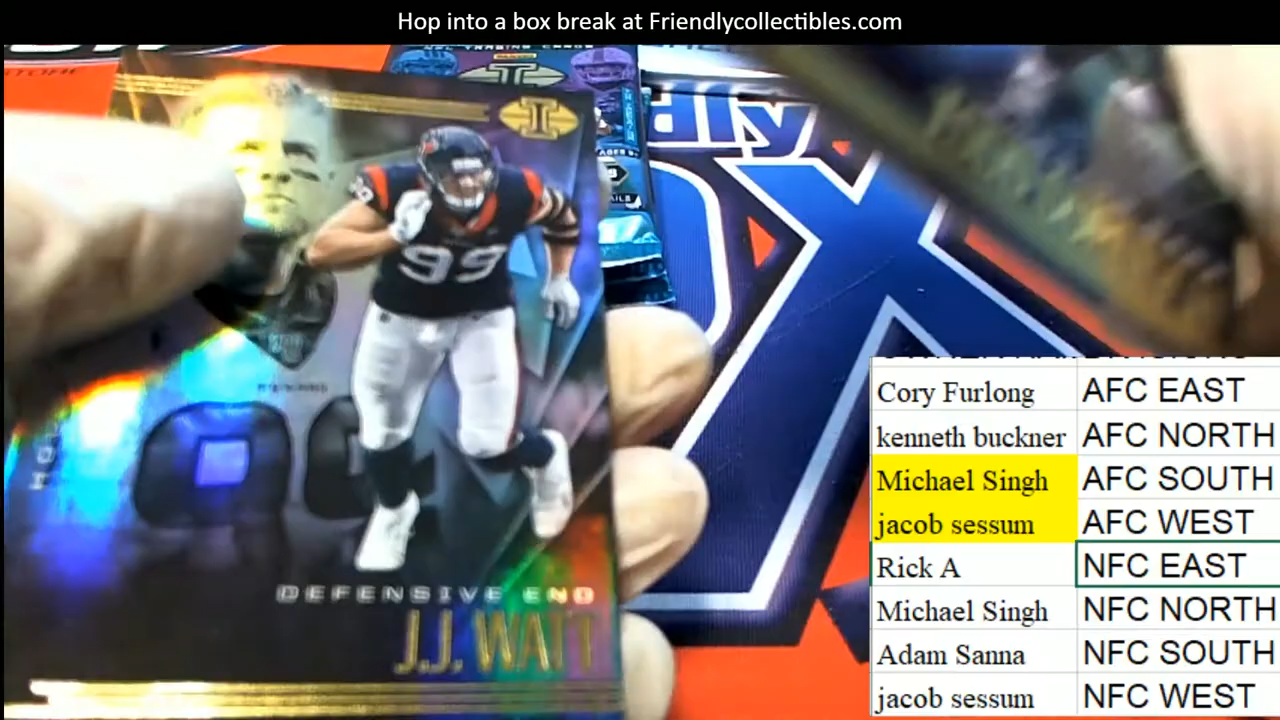 Hop into a box break at Friendlycollectibles.com
I
99
DEFENSIVE END
J.J. WATT
dly
Cory Furlong AFC EAST
kenneth buckner AFC NORTH
Michael Singh AFC SOUTH
jacob sessum AFC WEST
Rick A NFC EAST
Michael Singh NFC NORTH
Adam Sanna NFC SOUTH
jacob sessum NFC WEST